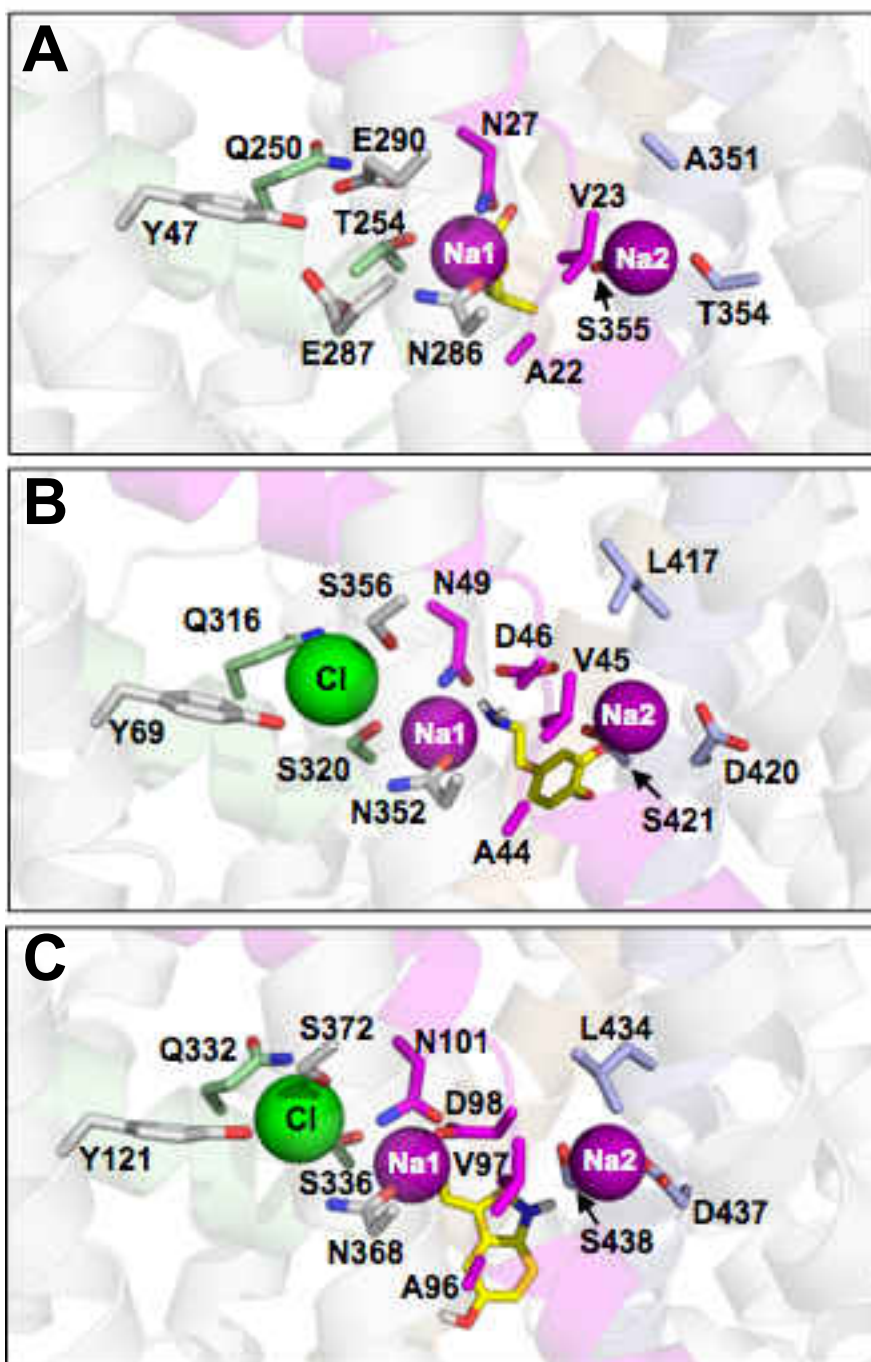 A
N27
Q250
E290
A351
V23
Y47
T254
Na1
Na2
S355
T354
E287
N286
A22
B
L417
S356
N49
Q316
D46
V45
Cl
Na2
Y69
Na1
S320
D420
N352
S421
A44
C
S372
L434
Q332
N101
Cl
D98
Y121
Na1
V97
Na2
S336
D437
N368
S438
A96